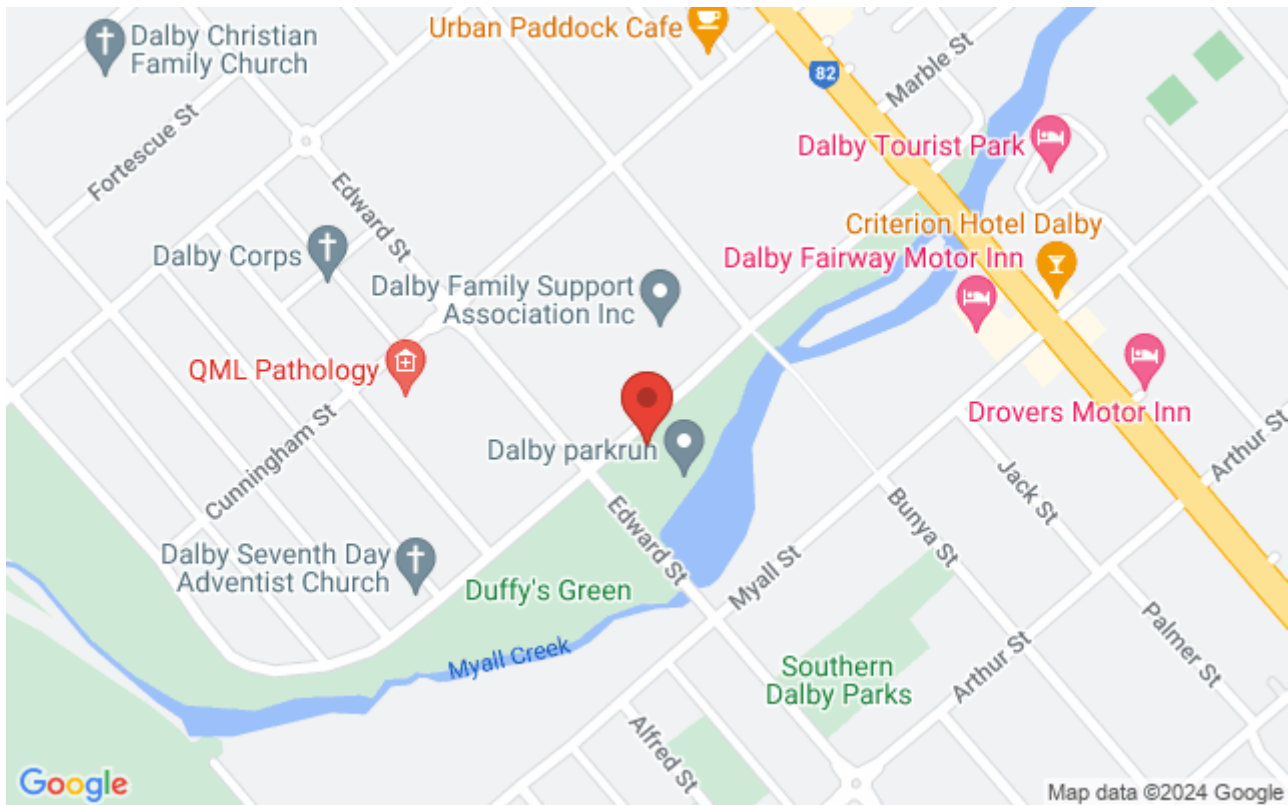 Dalby Christian
Family Church
Urban Paddock Cafe
82
Marble St
Fortescue St
Dalby Tourist Park
Edward St
Criterion Hotel Dalby
Dalby Corps
Dalby Fairway Motor Inn
Dalby Family Support
Association Inc
QML Pathology
Drovers Motor Inn
Cunningham St
Dalby parkrun
Arthur St
Jack St
Bunya St
Edward St
Dalby Seventh Day
Adventist Church
Duffy's Green
Myall St
Myall Creek
Palmer St
Southern
Dalby Parks
Arthur St
Alfred St
Google
Map data ©2024 Google